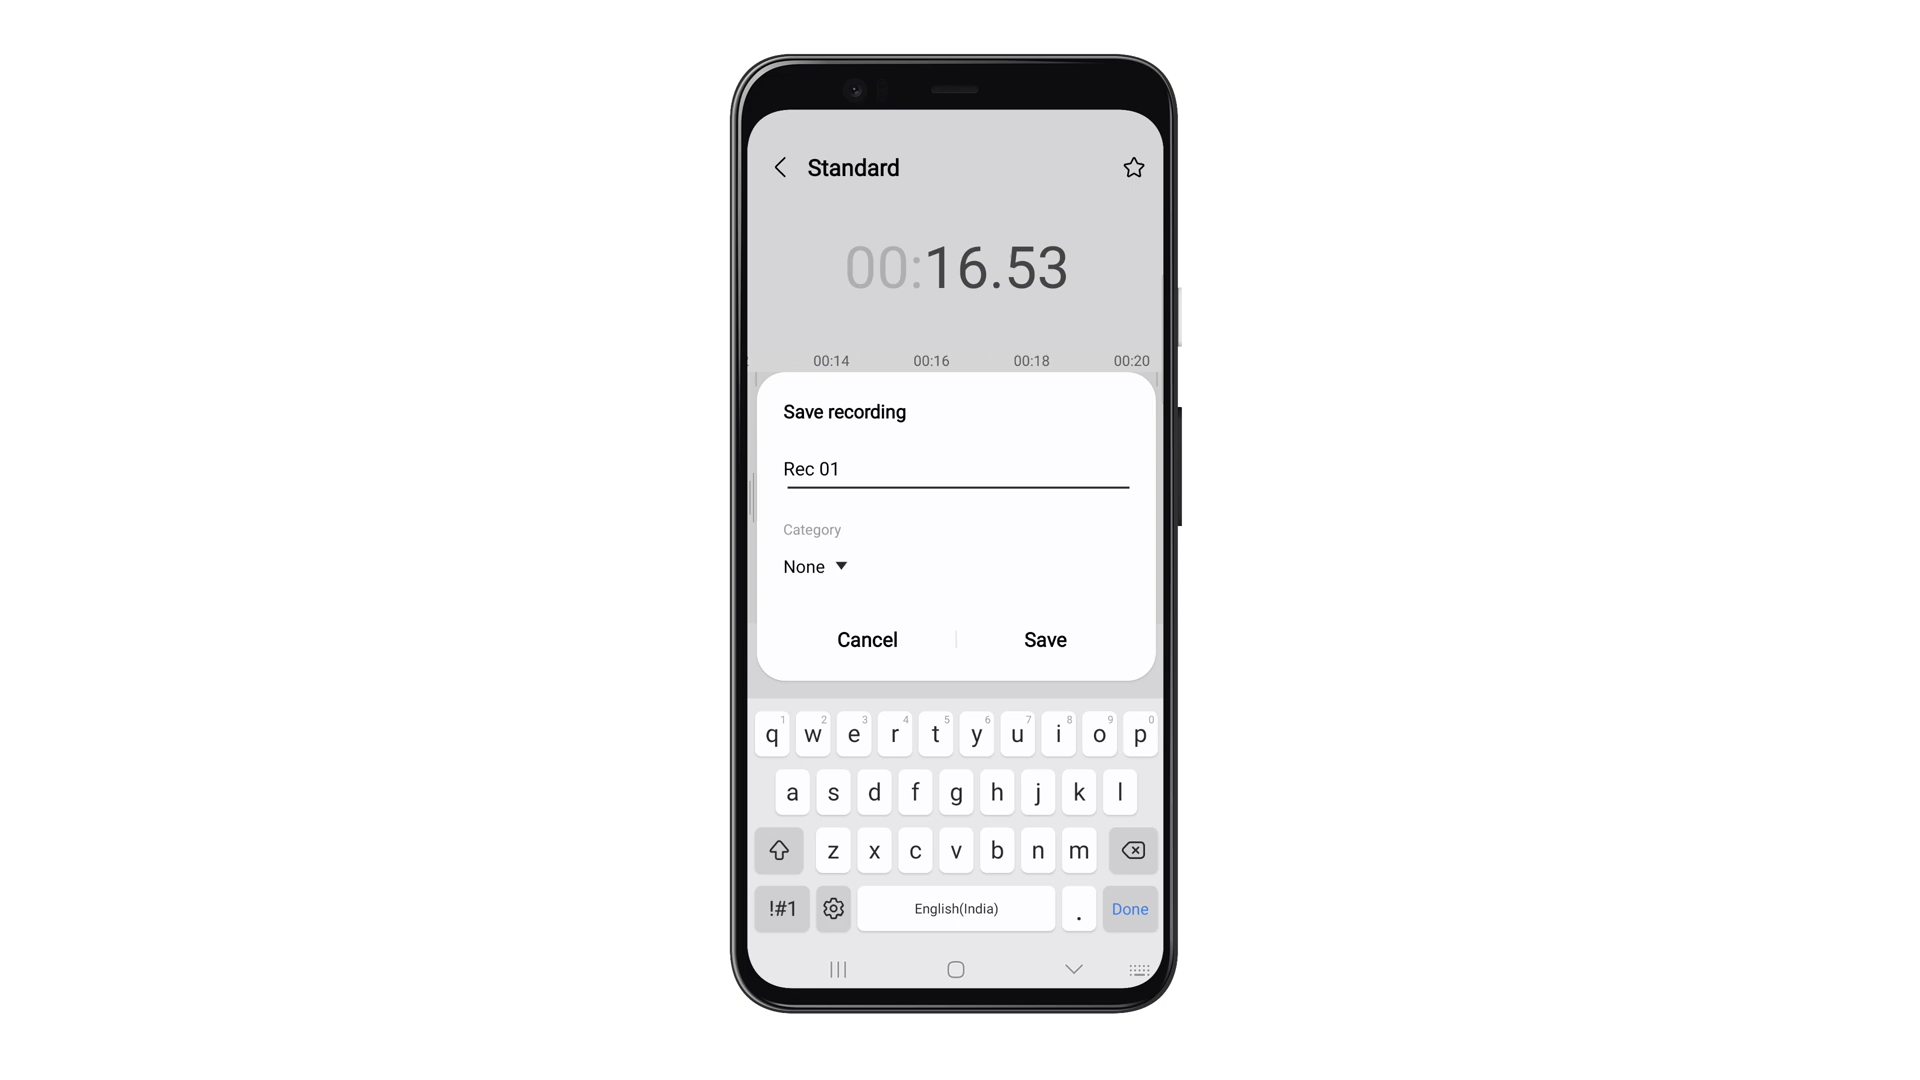 Standard
00:16.53
00:14 00:16 00:18 00:20
Save recording
Rec 01
Category
None
Cancel Save
1 2 3 4 5 6 7 8 9 0
q w e r t y u i o p
a s d f g h j k l
z x c v b n m
!#1 English(India) . Done